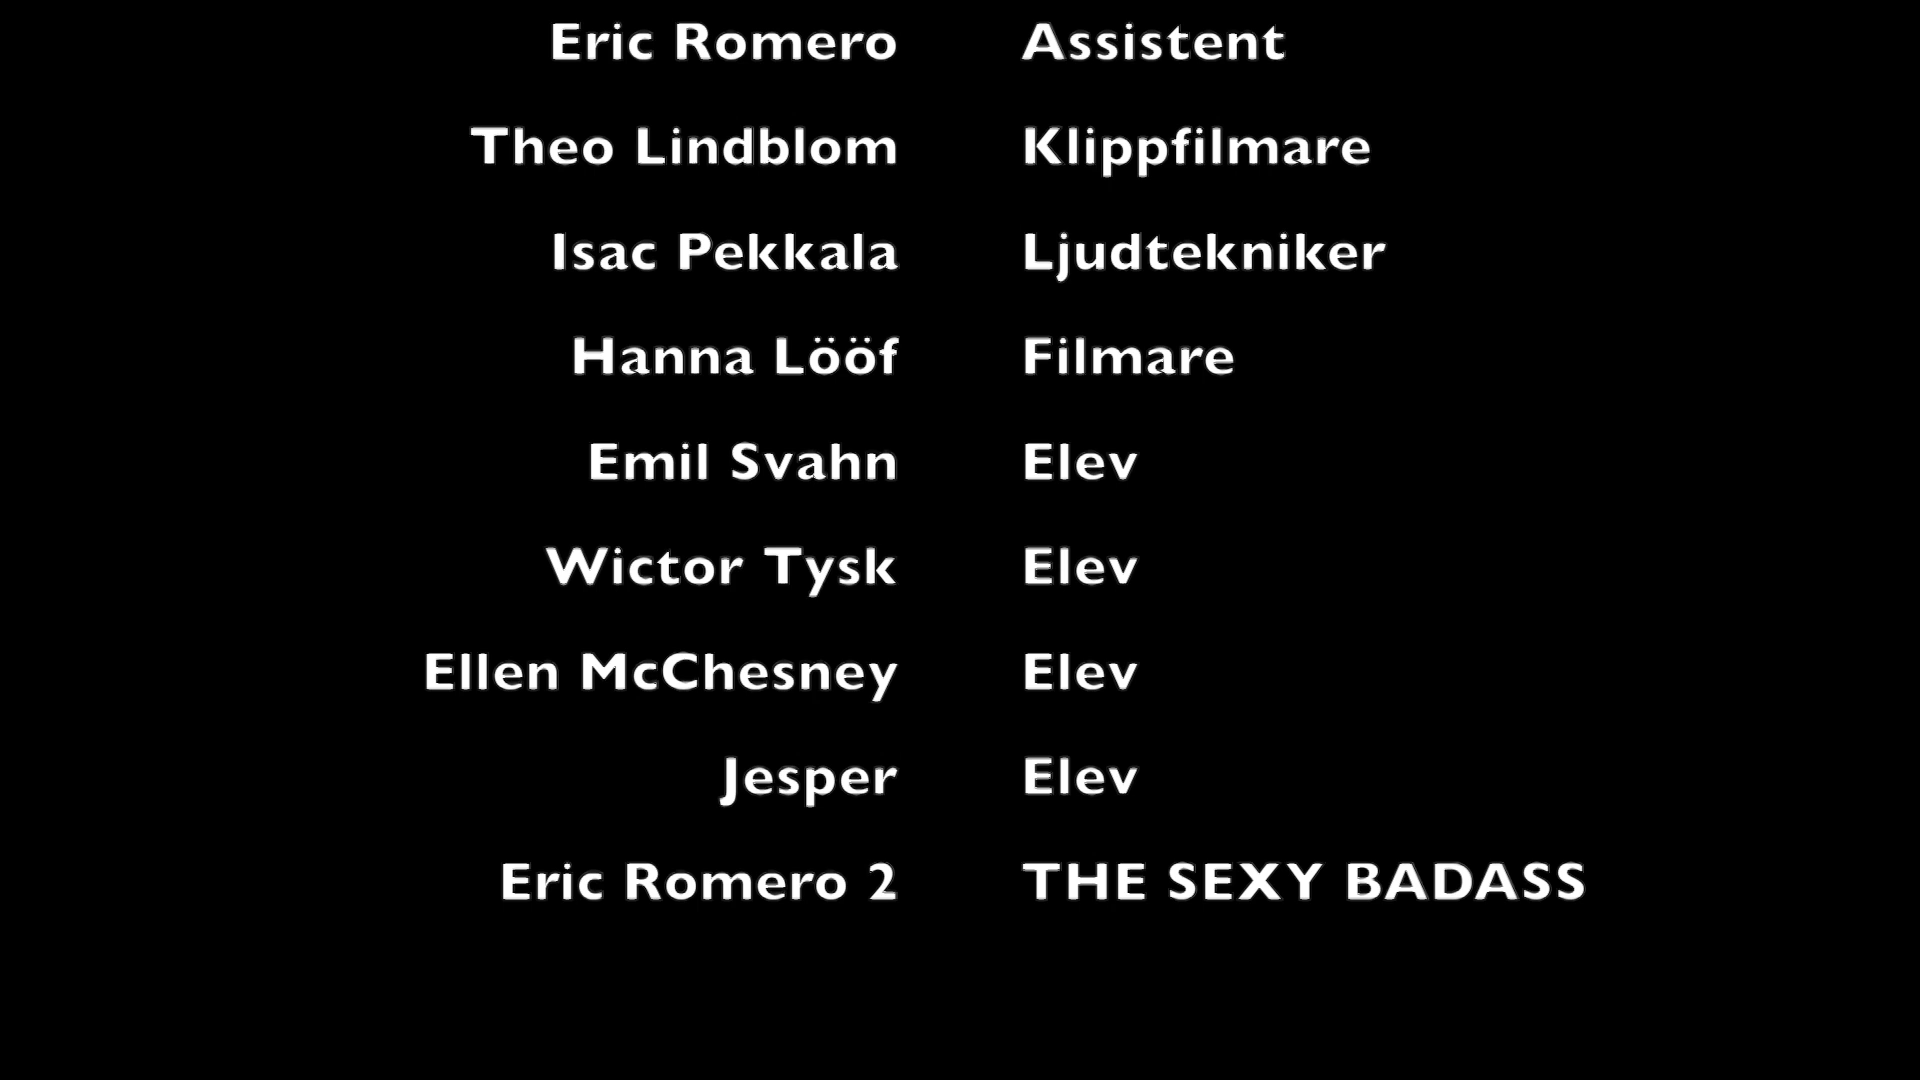 Eric Romero Assistent
Theo Lindblom Klippfilmare
Isac Pekkala Ljudtekniker
Hanna Lööf Filmare
Emil Svahn Elev
Wictor Tysk Elev
Ellen McChesney Elev
Jesper Elev
Eric Romero 2 THE SEXY BADASS